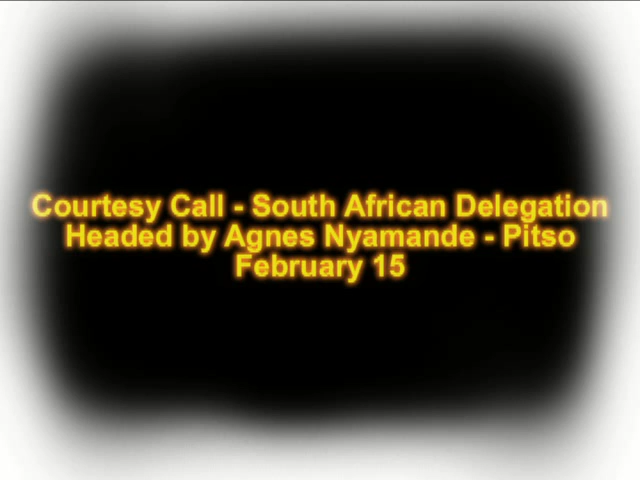 Courtesy Call - South African Delegation
Headed by Agnes Nyamande - Pitso
February 15